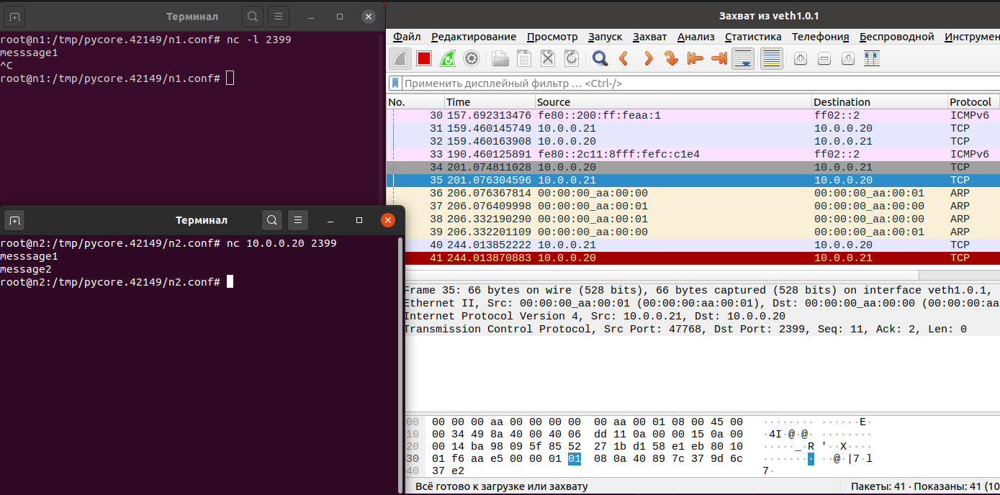 Терминал
root@n1:/tmp/pycore.42149/n1.conf# nc -l 2399
messsage1
^C
root@n1:/tmp/pycore.42149/n1.conf#
Терминал
root@n2:/tmp/pycore.42149/n2.conf# nc 10.0.0.20 2399
messsage1
message2
root@n2:/tmp/pycore.42149/n2.conf#
Захват из veth1.0.1
Файл Редактирование Просмотр Запуск Захват Анализ Статистика Телефония Беспроводной Инструмен
Применить дисплейный фильтр … <Ctrl-/>
No. Time Source Destination Protocol
30 157.692313476 fe80::200:ff:feaa:1 ff02::2 ICMPv6
31 159.460145749 10.0.0.21 10.0.0.20 TCP
32 159.460163908 10.0.0.20 10.0.0.21 TCP
33 190.460125891 fe80::2c11:8fff:fefc:c1e4 ff02::2 ICMPv6
34 201.074811028 10.0.0.20 10.0.0.21 TCP
35 201.076304596 10.0.0.21 10.0.0.20 TCP
36 206.076367814 00:00:00_aa:00:00 00:00:00_aa:00:01 ARP
37 206.076409998 00:00:00_aa:00:01 00:00:00_aa:00:00 ARP
38 206.332190290 00:00:00_aa:00:01 00:00:00_aa:00:00 ARP
39 206.332201109 00:00:00_aa:00:00 00:00:00_aa:00:01 ARP
40 244.013852222 10.0.0.21 10.0.0.20 TCP
41 244.013870883 10.0.0.20 10.0.0.21 TCP
Frame 35: 66 bytes on wire (528 bits), 66 bytes captured (528 bits) on interface veth1.0.1,
Ethernet II, Src: 00:00:00_aa:00:01 (00:00:00:aa:00:01), Dst: 00:00:00_aa:00:00 (00:00:00:aa
Internet Protocol Version 4, Src: 10.0.0.21, Dst: 10.0.0.20
Transmission Control Protocol, Src Port: 47768, Dst Port: 2399, Seq: 11, Ack: 2, Len: 0
00 00 00 00 aa 00 00 00 00 00 aa 00 01 08 00 45 00 ········ ······E·
10 00 34 49 8a 40 00 40 06 dd 11 0a 00 00 15 0a 00 ·4I·@·@· ········
20 00 14 ba 98 09 5f 85 52 27 1b d1 58 e1 eb 80 10 ·····_·R '··X····
30 01 f6 aa e5 00 00 01 01 08 0a 40 89 7c 37 9d 6c ········ ··@·|7·l
40 37 e2 7·
Всё готово к загрузке или захвату Пакеты: 41 · Показаны: 41 (10